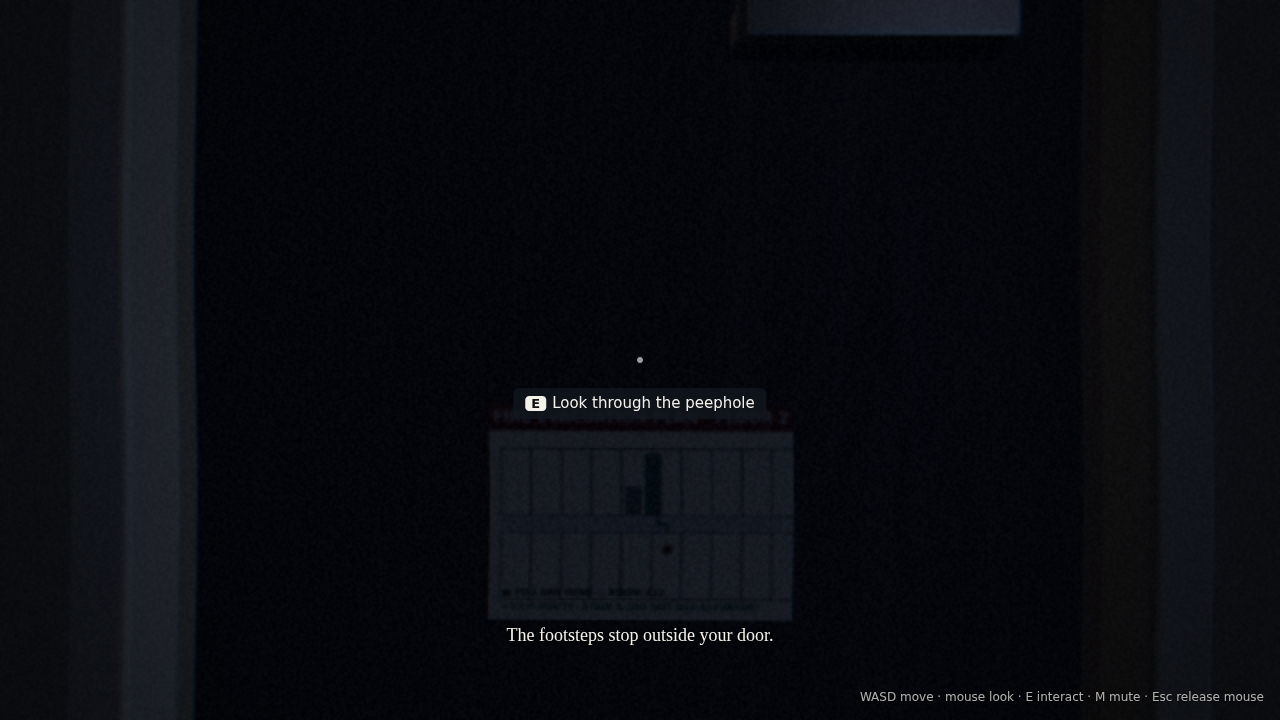 E Look through the peephole
The footsteps stop outside your door.
WASD move · mouse look · E interact · M mute · Esc release mouse